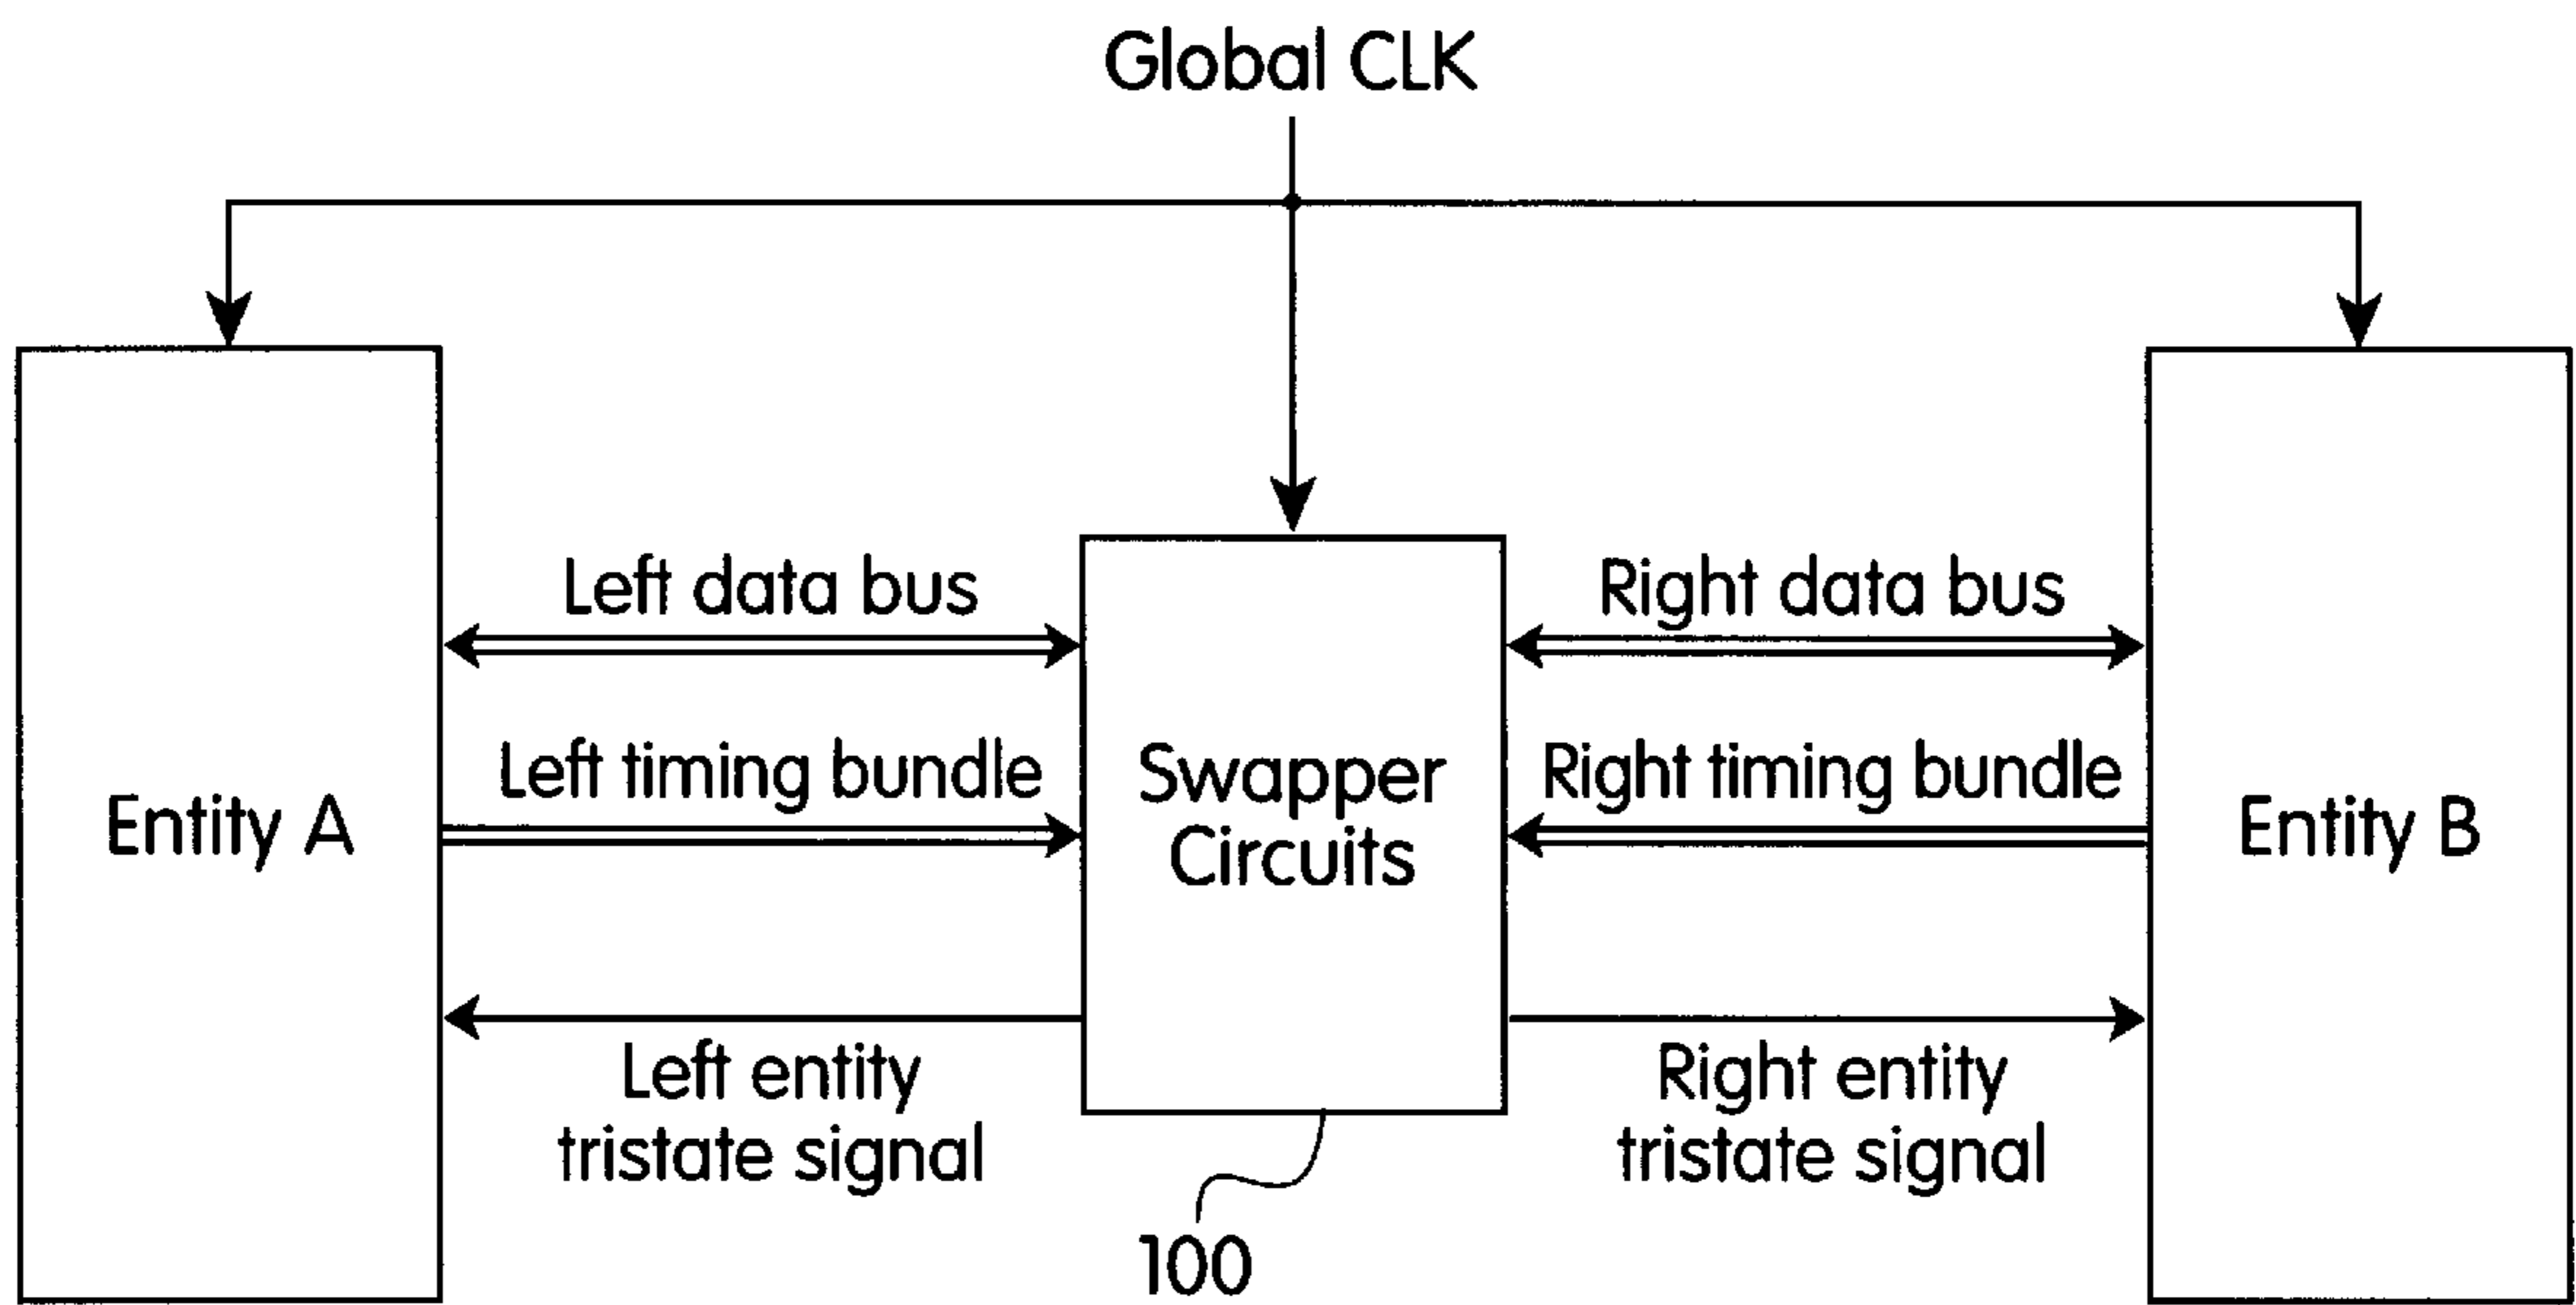 Global CLK
Left data bus
Right data bus
Left timing bundle
Right timing bundle
Entity A
Swapper
Circuits
Entity B
Left entity
tristate signal
Right entity
tristate signal
100